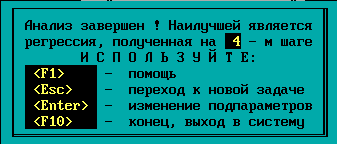 Анализ завершен ! Наилучшей является
регрессия, полученная на 4 - м шаге
И С П О Л Ь З У Й Т Е:
<F1> - помощь
<Esc> - переход к новой задаче
<Enter> - изменение подпараметров
<F10> - конец, выход в систему